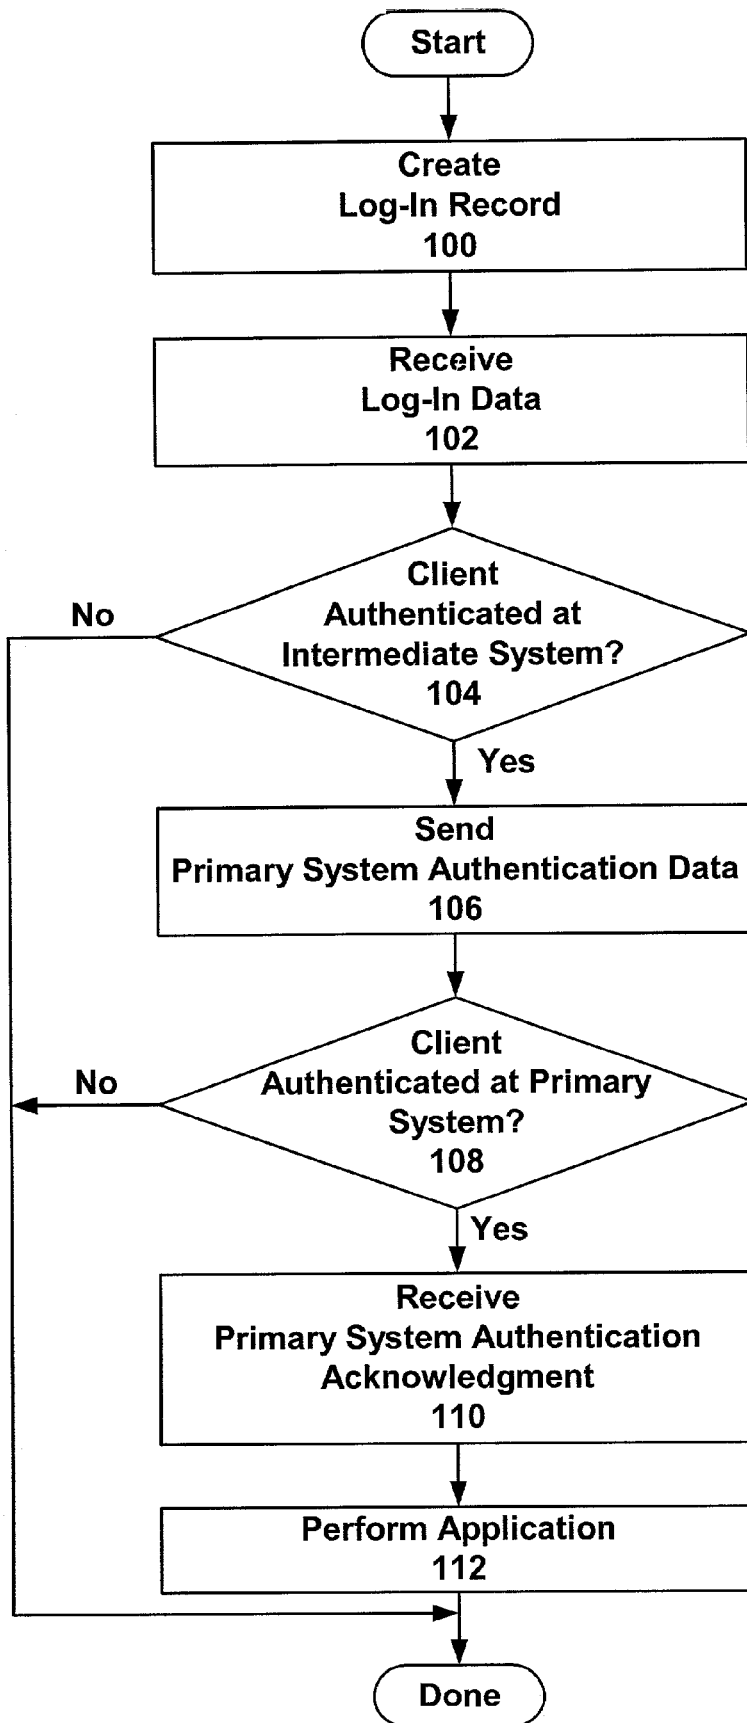 Start
Create
Log-In Record
100
Receive
Log-In Data
102
Client
Authenticated at
Intermediate System?
104
No
Yes
Send
Primary System Authentication Data
106
Client
Authenticated at Primary
System?
108
No
Yes
Receive
Primary System Authentication
Acknowledgment
110
Perform Application
112
Done